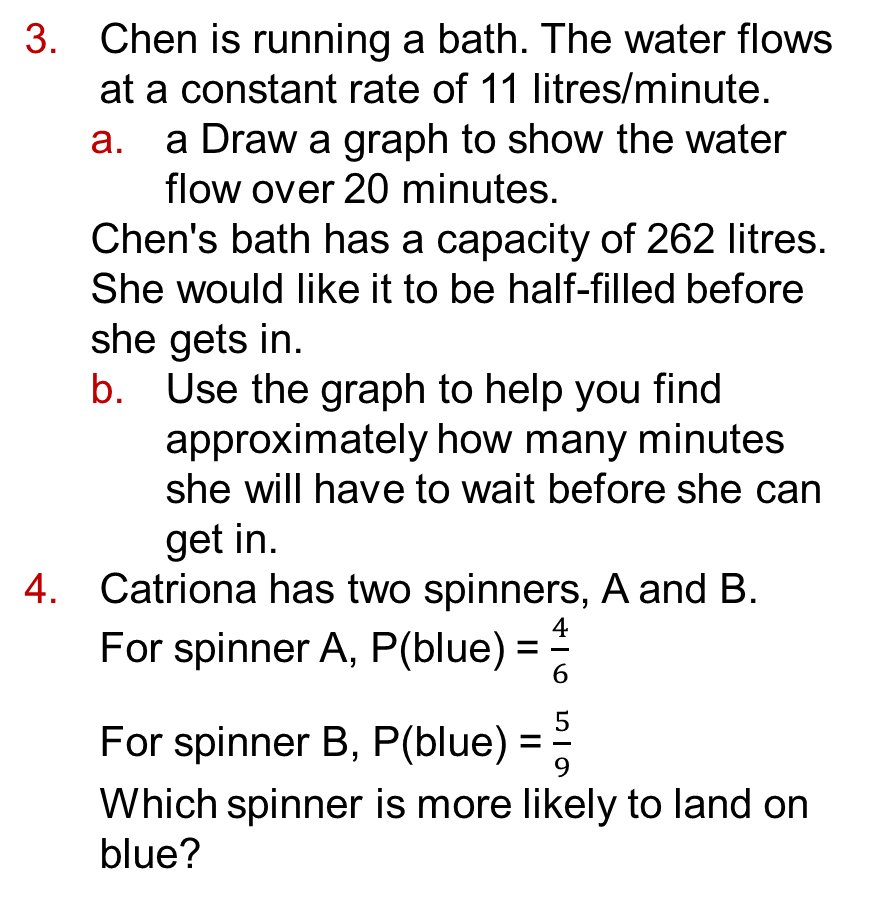 3. Chen is running a bath. The water flows
at a constant rate of 11 litres/minute.
a. a Draw a graph to show the water
flow over 20 minutes.
Chen's bath has a capacity of 262 litres.
She would like it to be half-filled before
she gets in.
b. Use the graph to help you find
approximately how many minutes
she will have to wait before she can
get in.
4. Catriona has two spinners, A and B.
For spinner A, P(blue) = 4/6
For spinner B, P(blue) = 5/9
Which spinner is more likely to land on
blue?